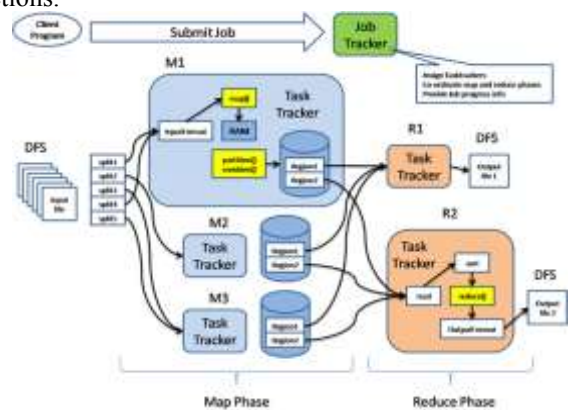 ctions.
Client
Program
Submit Job
Job
Tracker
Assign Tasktrackers
Co-ordinate map and reduce phases
Provide Job progress info
M1
map()
Task
Tracker
Inputformat
RAM
partition()
combine()
Region1
Region2
DFS
Input
file
split1
split2
split3
split4
split5
M2
Task
Tracker
Region1
Region2
M3
Task
Tracker
Region1
Region2
R1
Task
Tracker
DFS
Output
file 1
R2
Task
Tracker
sort
read
reduce()
Outputformat
DFS
Output
file 2
Map Phase
Reduce Phase